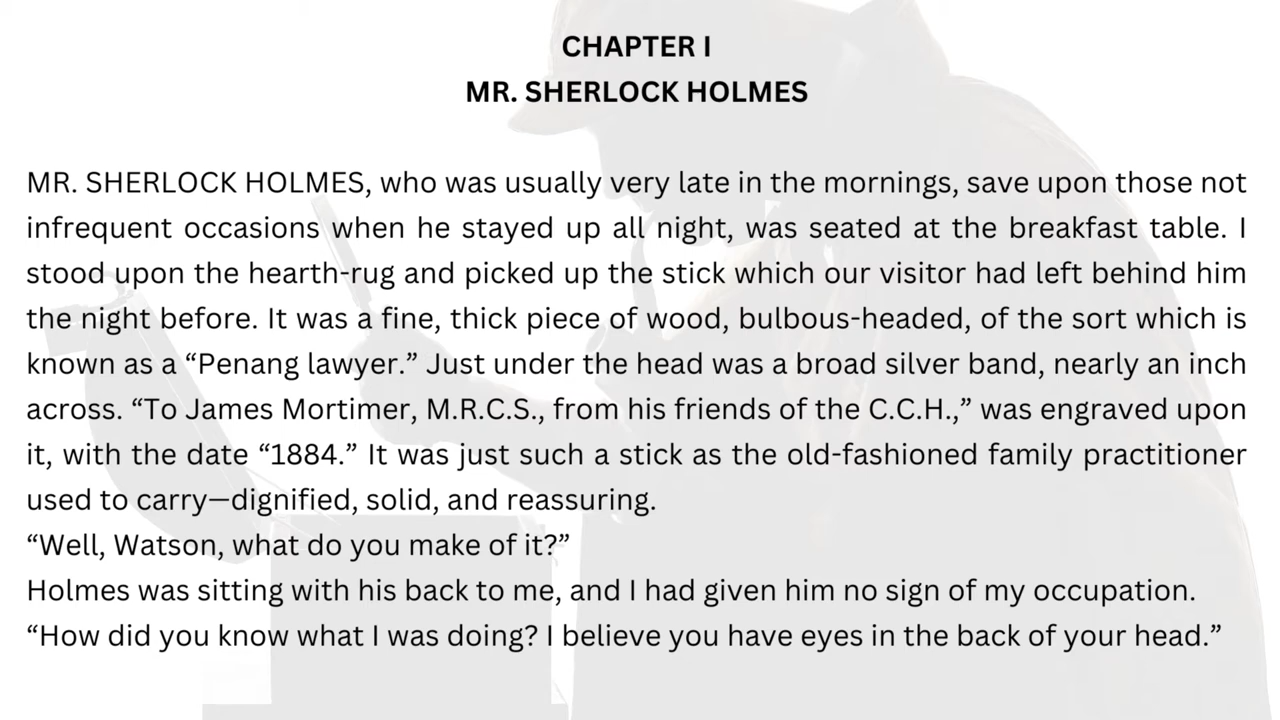 CHAPTER I
MR. SHERLOCK HOLMES
MR. SHERLOCK HOLMES, who was usually very late in the mornings, save upon those not
infrequent occasions when he stayed up all night, was seated at the breakfast table. I
stood upon the hearth-rug and picked up the stick which our visitor had left behind him
the night before. It was a fine, thick piece of wood, bulbous-headed, of the sort which is
known as a “Penang lawyer.” Just under the head was a broad silver band, nearly an inch
across. “To James Mortimer, M.R.C.S., from his friends of the C.C.H.,” was engraved upon
it, with the date “1884.” It was just such a stick as the old-fashioned family practitioner
used to carry—dignified, solid, and reassuring.
“Well, Watson, what do you make of it?”
Holmes was sitting with his back to me, and I had given him no sign of my occupation.
“How did you know what I was doing? I believe you have eyes in the back of your head.”